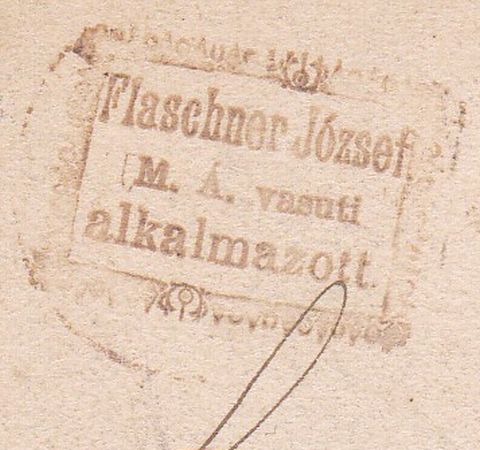 Flaschner József.
M. Á. vasuti
alkalmazott.